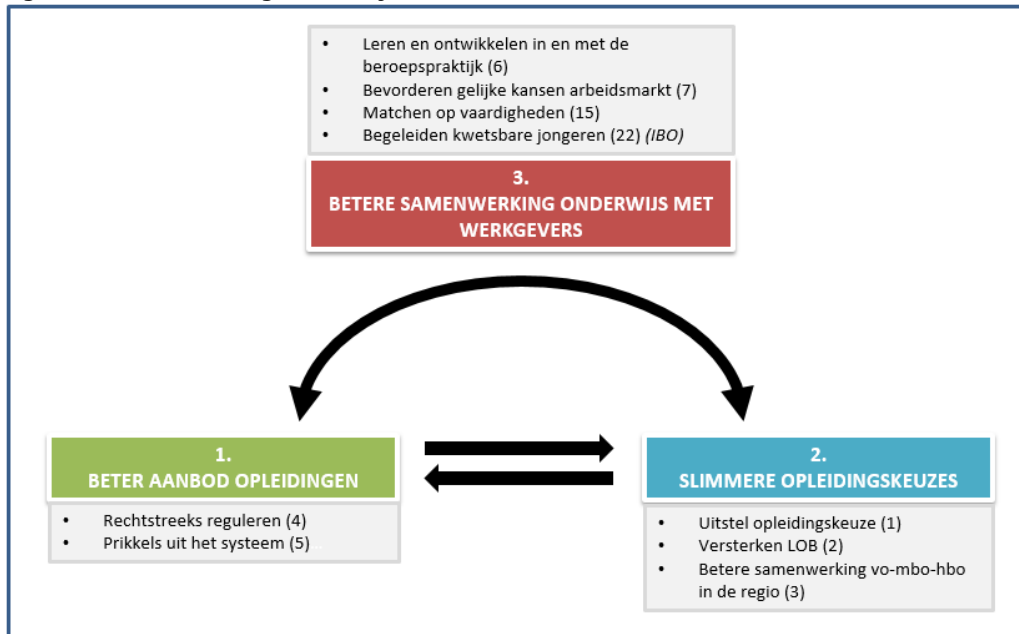 • Leren en ontwikkelen in en met de
beroepspraktijk (6)
• Bevorderen gelijke kansen arbeidsmarkt (7)
• Matchen op vaardigheden (15)
• Begeleiden kwetsbare jongeren (22) (IBO)
3.
BETERE SAMENWERKING ONDERWIJS MET
WERKGEVERS
1.
BETER AANBOD OPLEIDINGEN
• Rechtstreeks reguleren (4)
• Prikkels uit het systeem (5)
2.
SLIMMERE OPLEIDINGSKEUZES
• Uitstel opleidingskeuze (1)
• Versterken LOB (2)
• Betere samenwerking vo-mbo-hbo
in de regio (3)